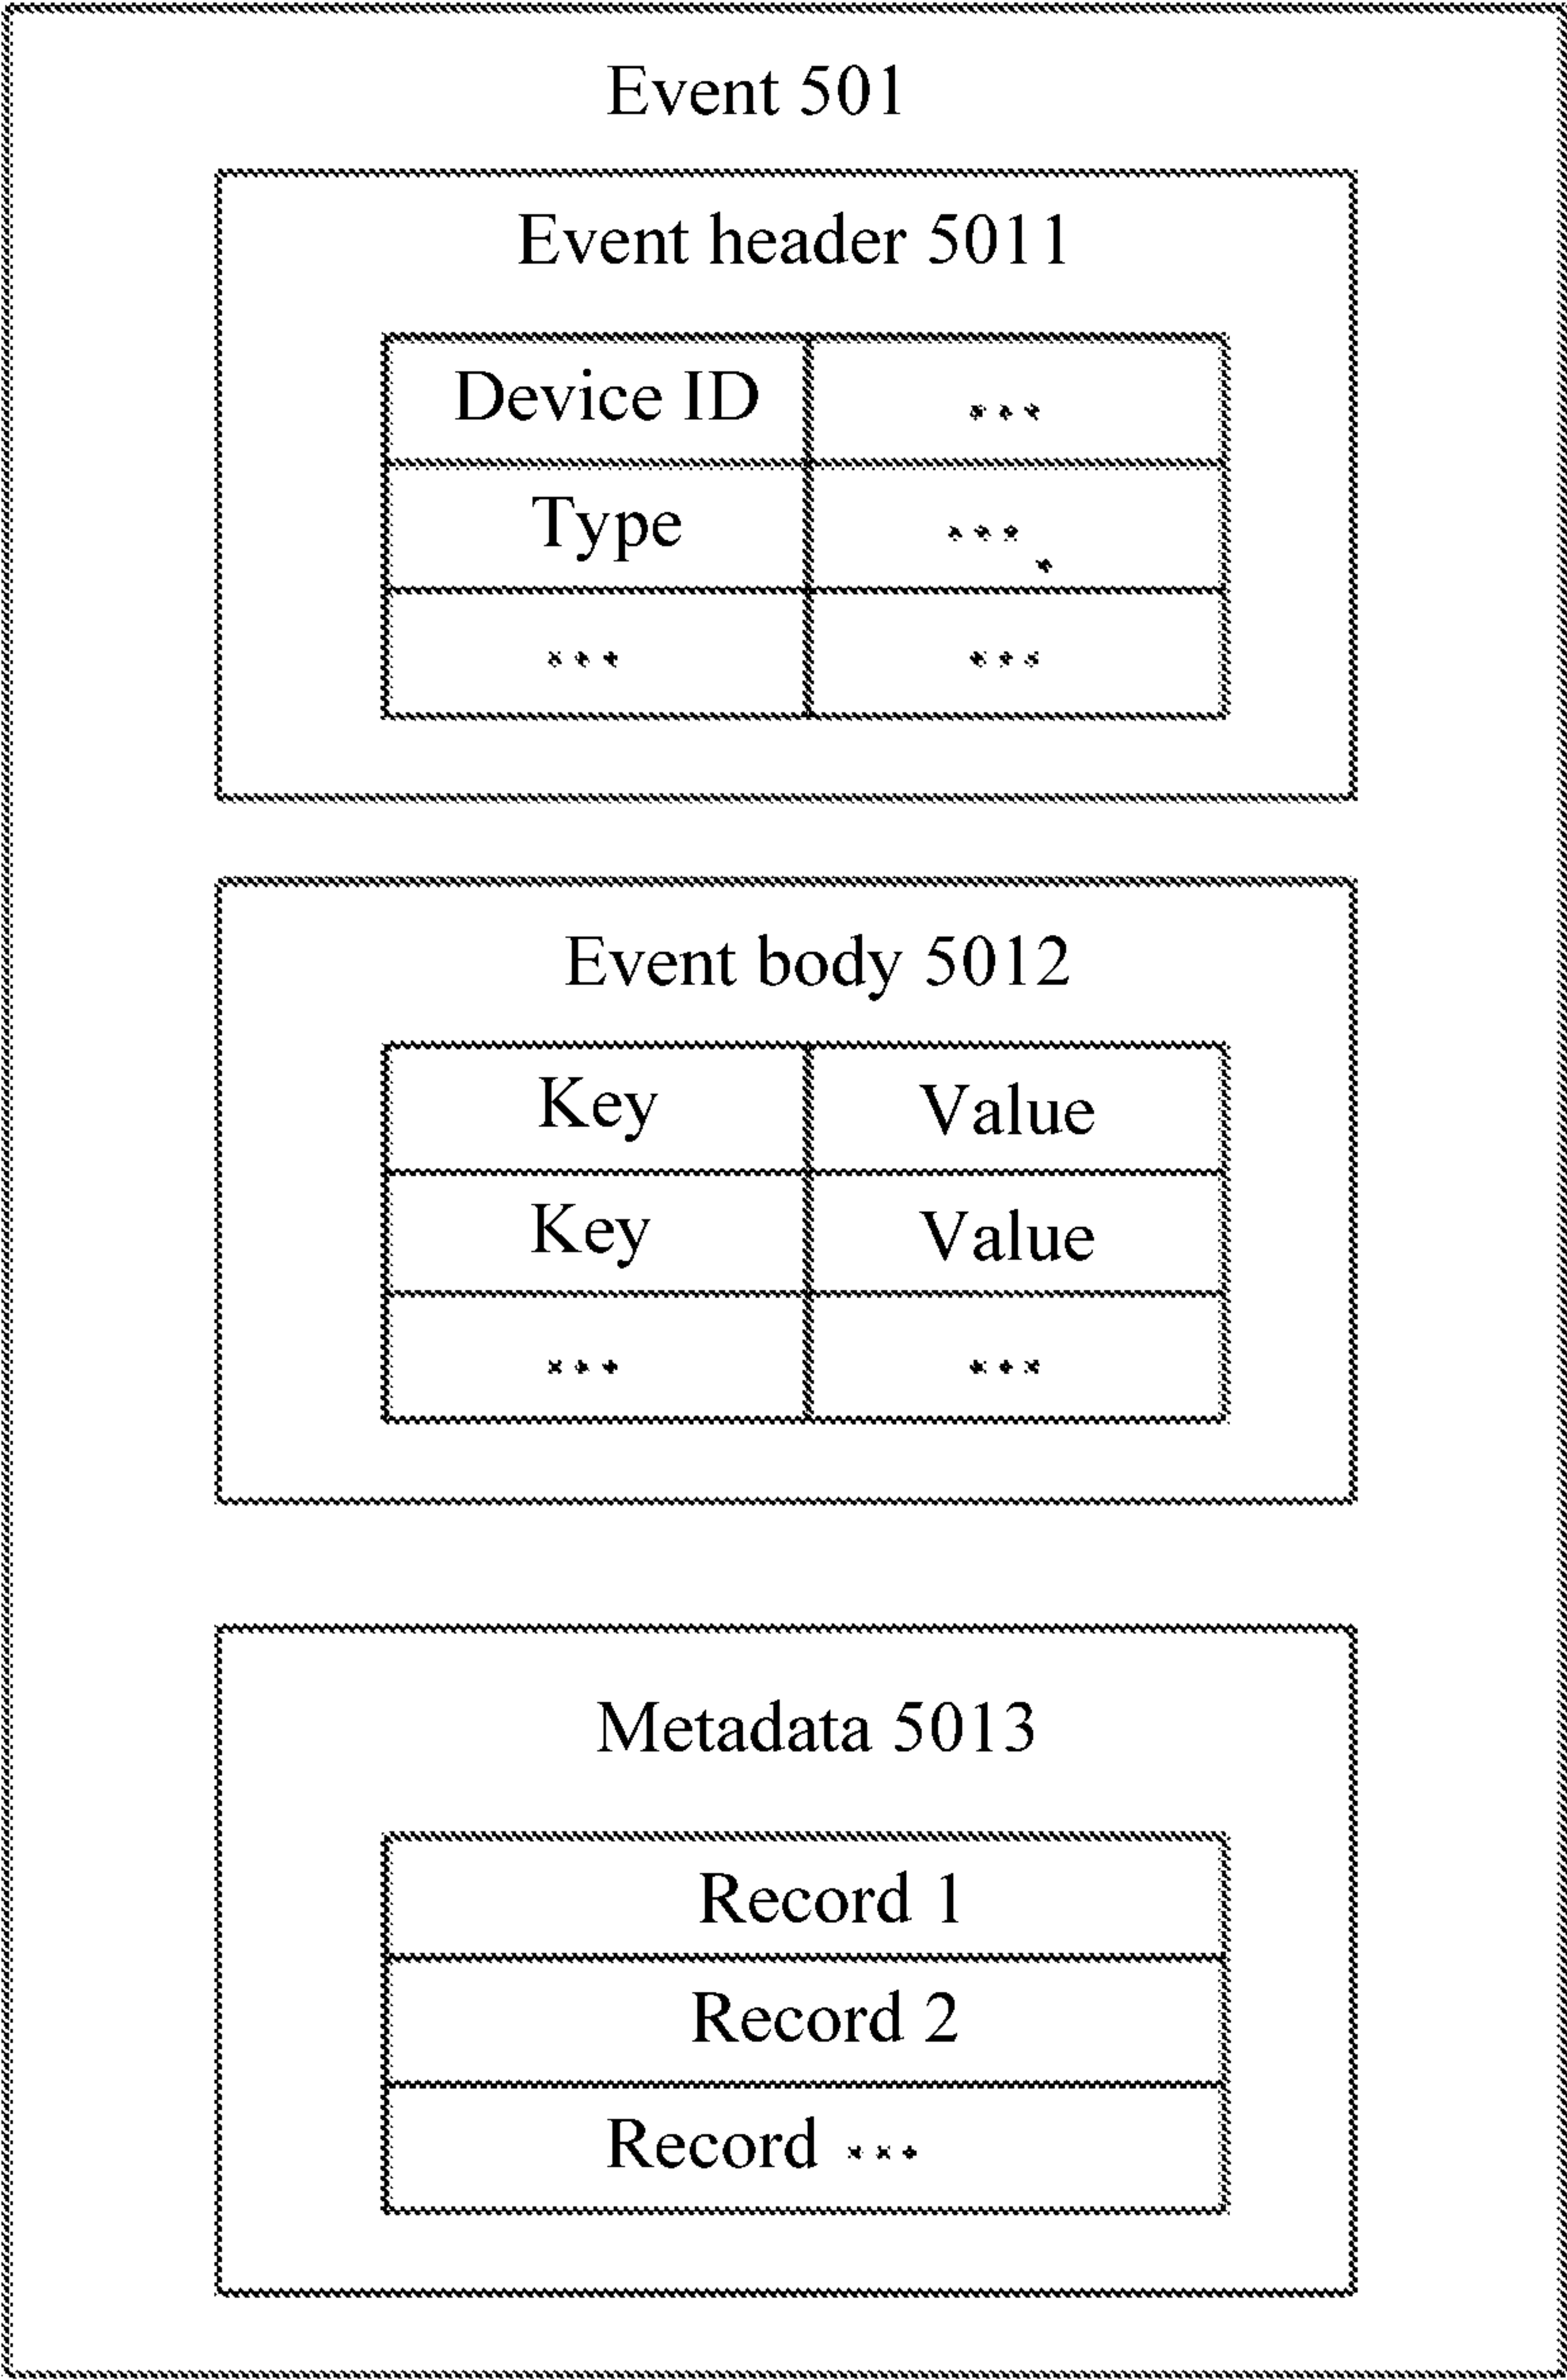 Event 501
Event header 5011
Device ID ...
Type ...
... ...
Event body 5012
Key Value
Key Value
... ...
Metadata 5013
Record 1
Record 2
Record ...